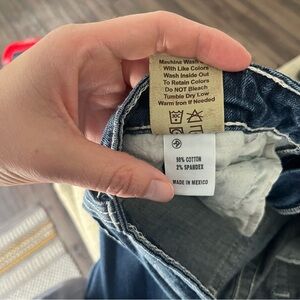 Machine Wash
With Like Colors
Wash Inside Out
To Retain Colors
Do NOT Bleach
Tumble Dry Low
Warm Iron if Needed
98% COTTON
2% SPANDEX
MADE IN MEXICO